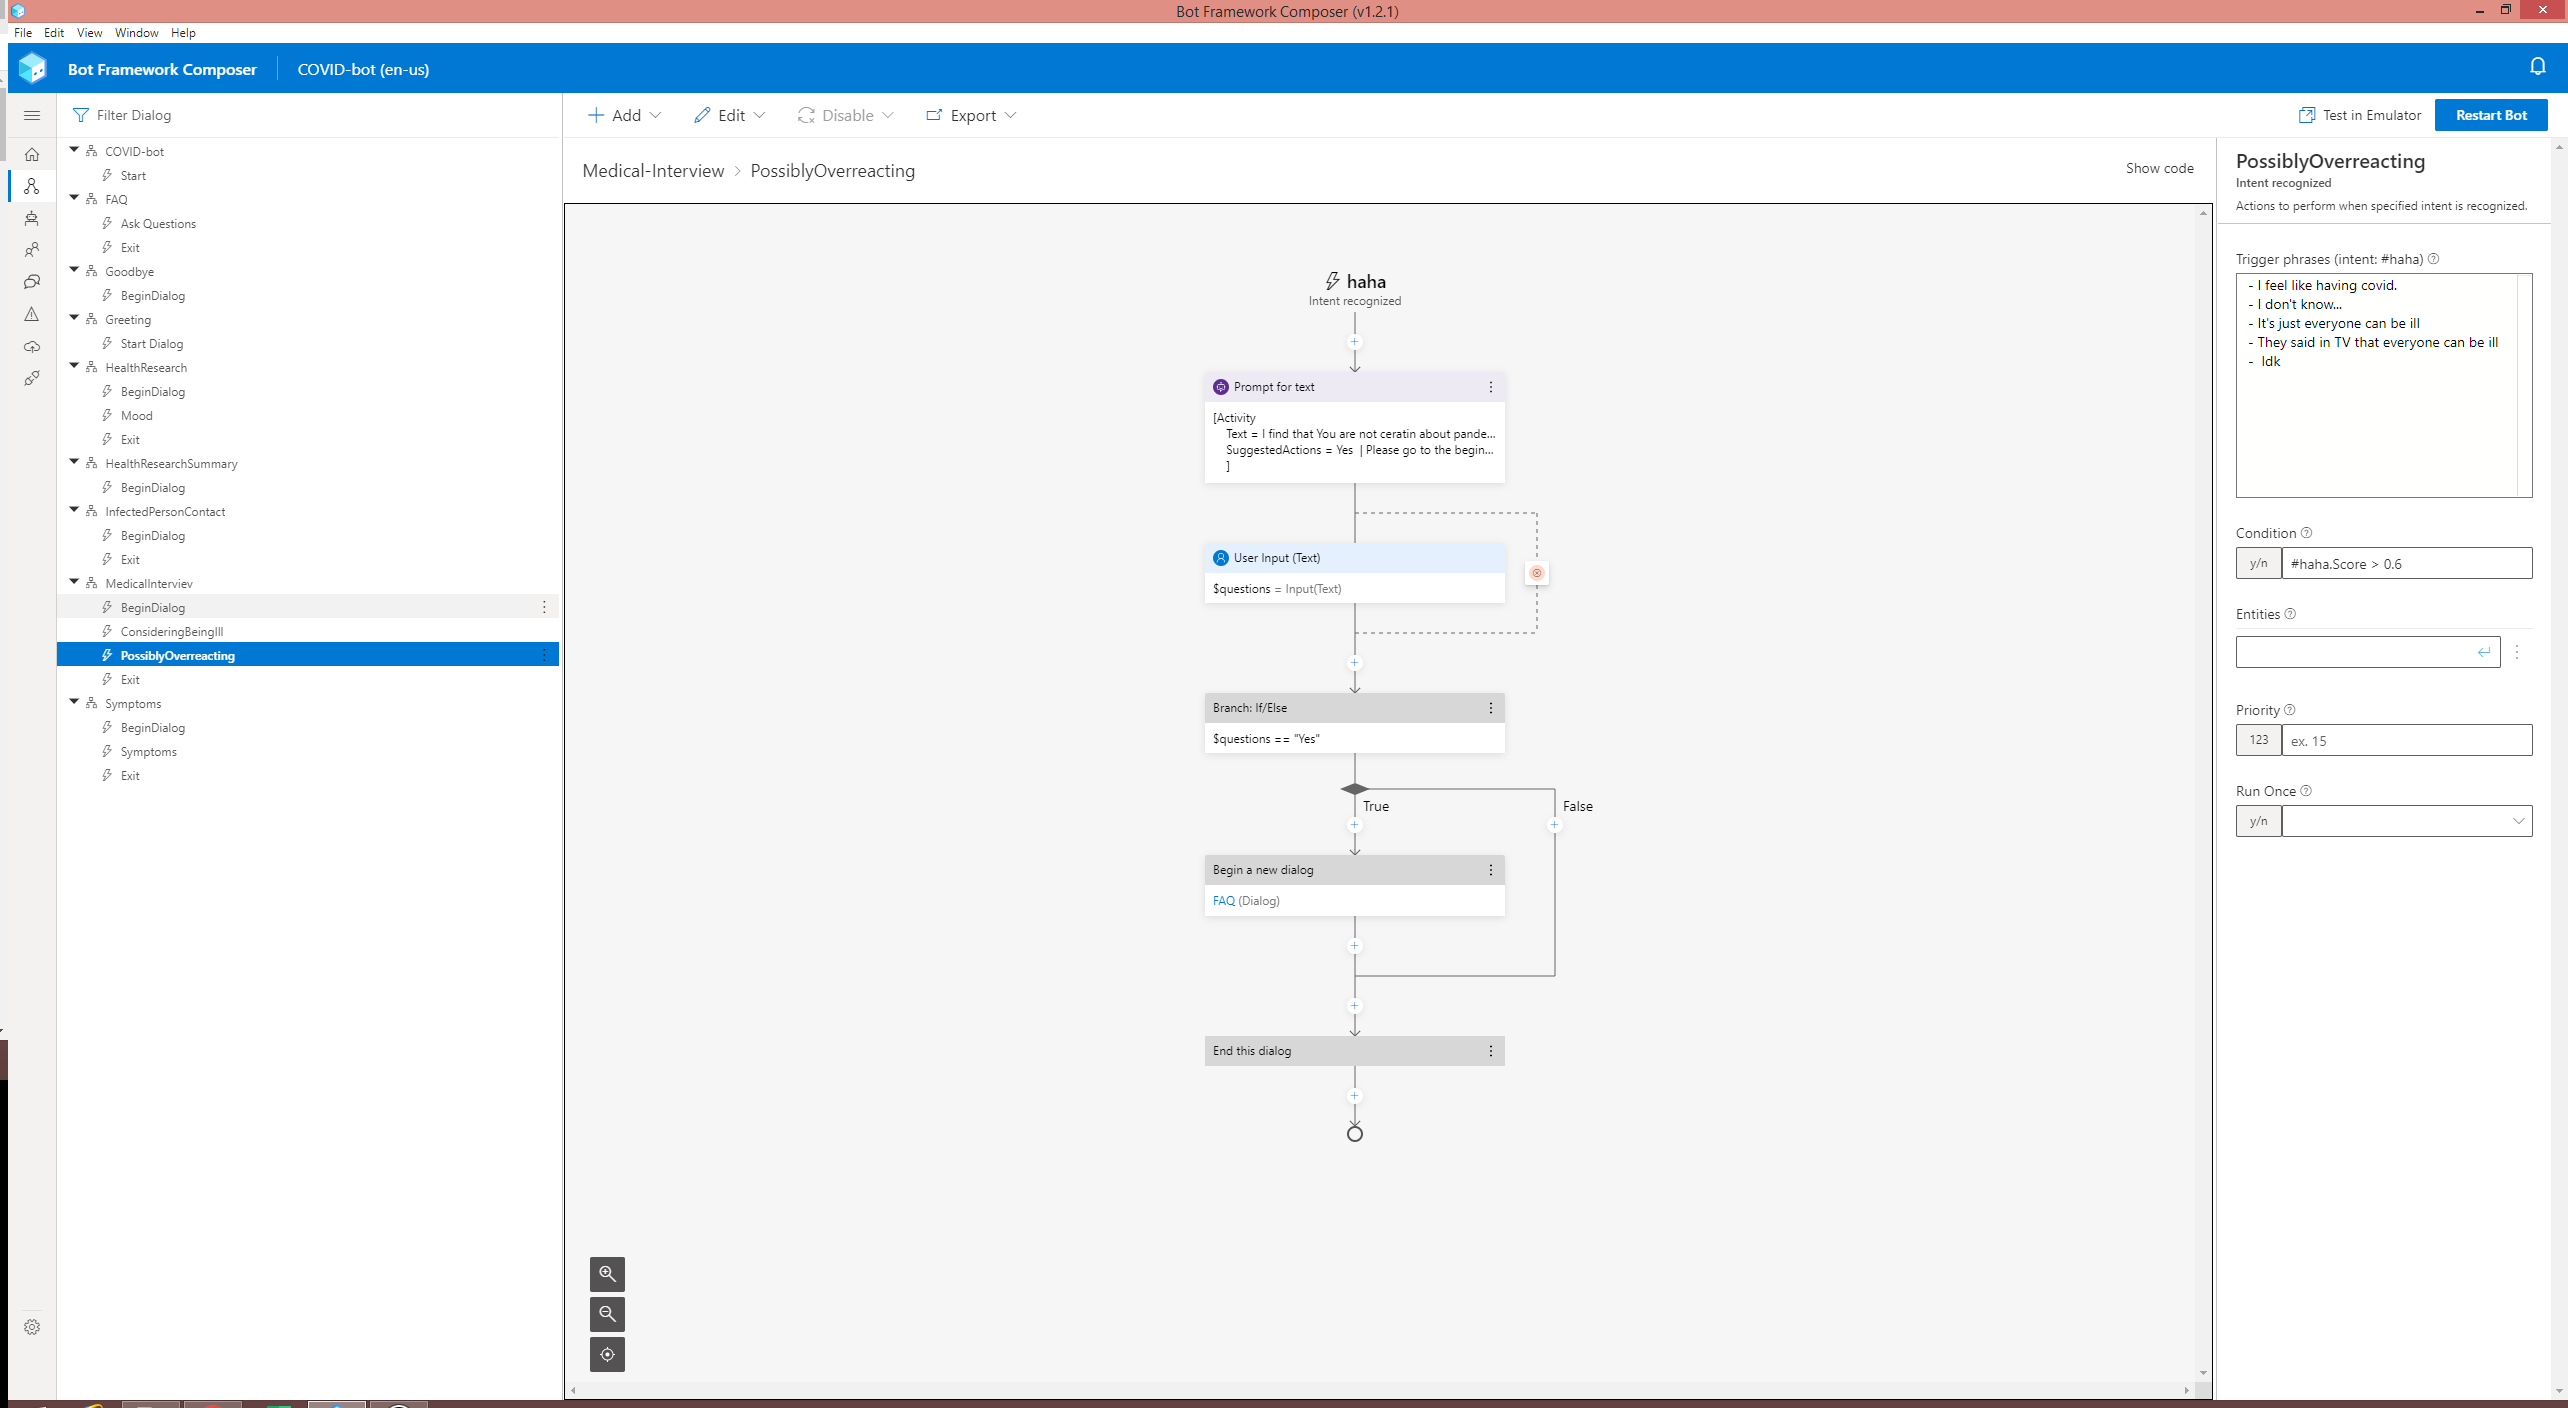 Bot Framework Composer (v1.2.1)
File Edit View Window Help
Bot Framework Composer COVID-bot (en-us)
Filter Dialog
COVID-bot
Start
FAQ
Ask Questions
Exit
Goodbye
BeginDialog
Greeting
Start Dialog
HealthResearch
BeginDialog
Mood
Exit
HealthResearchSummary
BeginDialog
InfectedPersonContact
BeginDialog
Exit
MedicalInterviev
BeginDialog
ConsideringBeingIll
PossiblyOverreacting
Exit
Symptoms
BeginDialog
Symptoms
Exit
Add Edit Disable Export
Test in Emulator Restart Bot
Medical-Interview > PossiblyOverreacting
Show code
haha
Intent recognized
Prompt for text
[Activity
Text = I find that You are not ceratin about pande...
SuggestedActions = Yes | Please go to the begin...
]
User Input (Text)
$questions = Input(Text)
Branch: If/Else
$questions == "Yes"
True False
Begin a new dialog
FAQ (Dialog)
End this dialog
PossiblyOverreacting
Intent recognized
Actions to perform when specified intent is recognized.
Trigger phrases (intent: #haha)
- I feel like having covid.
- I don't know...
- It's just everyone can be ill
- They said in TV that everyone can be ill
- Idk
Condition
y/n #haha.Score > 0.6
Entities
Priority
123 ex. 15
Run Once
y/n